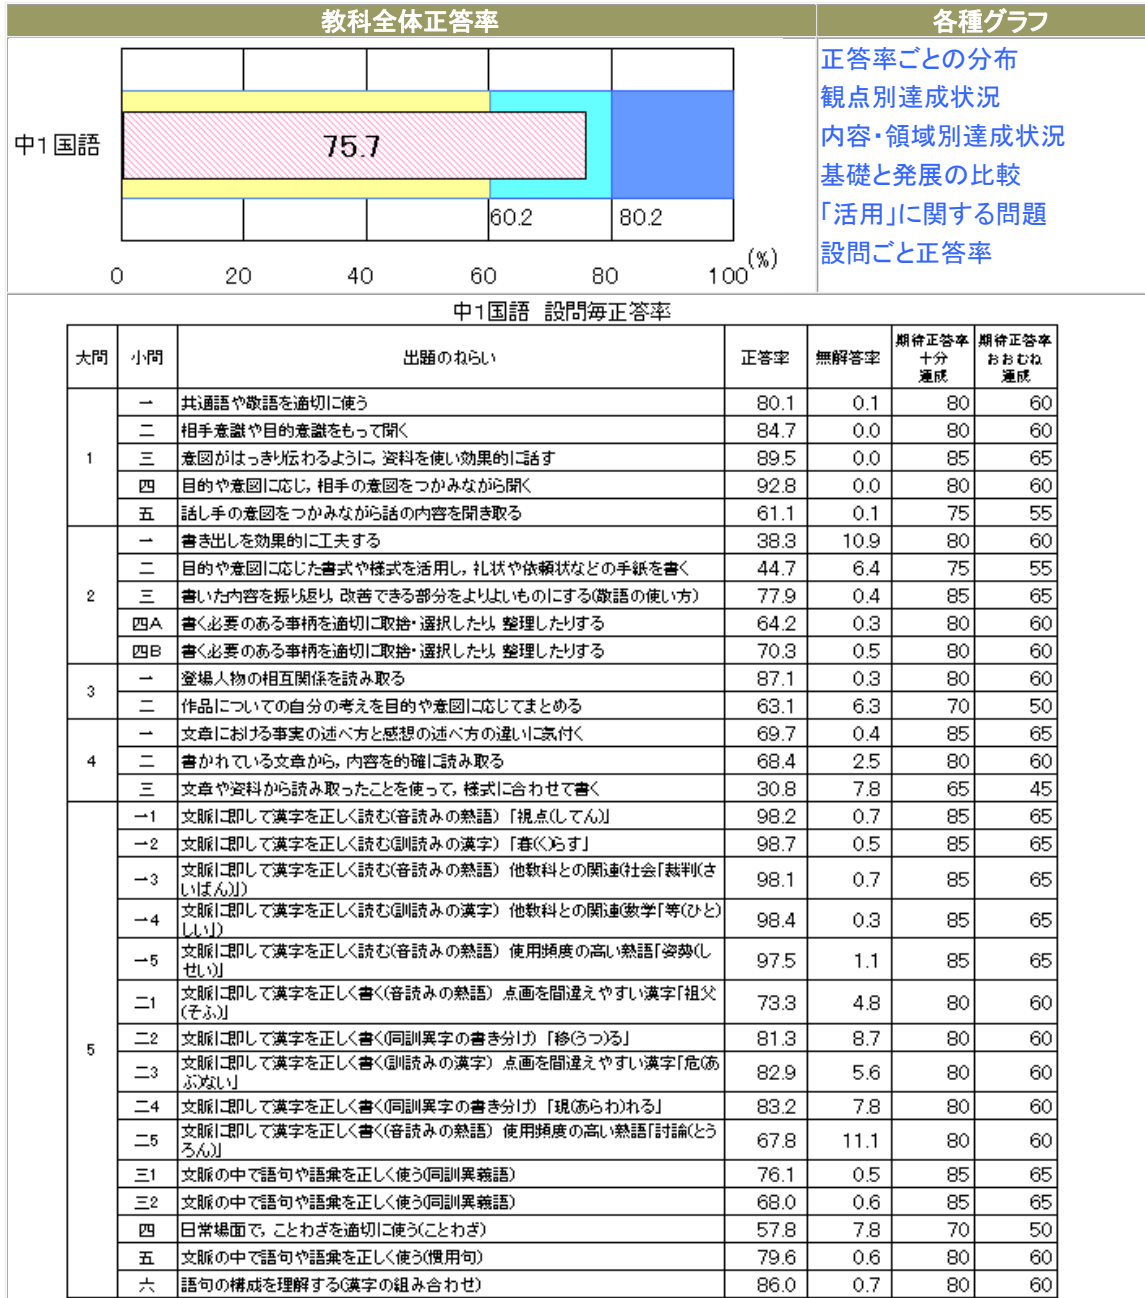 教科全体正答率
各種グラフ
中1国語
75.7
60.2
80.2
0 20 40 60 80 100 (%)
正答率ごとの分布
観点別達成状況
内容・領域別達成状況
基礎と発展の比較
「活用」に関する問題
設問ごと正答率
中1国語 設問毎正答率
大問 小問 出題のねらい 正答率 無解答率 期待正答率 十分達成 期待正答率 おおむね達成
1
一 共通語や敬語を適切に使う 80.1 0.1 80 60
二 相手意識や目的意識をもって聞く 84.7 0.0 80 60
三 意図がはっきり伝わるように，資料を使い効果的に話す 89.5 0.0 85 65
四 目的や意図に応じ，相手の意図をつかみながら聞く 92.8 0.0 80 60
五 話し手の意図をつかみながら話の内容を聞き取る 61.1 0.1 75 55
2
一 書き出しを効果的に工夫する 38.3 10.9 80 60
二 目的や意図に応じた書式や様式を活用し，礼状や依頼状などの手紙を書く 44.7 6.4 75 55
三 書いた内容を振り返り，改善できる部分をよりよいものにする(敬語の使い方) 77.9 0.4 85 65
四A 書く必要のある事柄を適切に取捨・選択したり，整理したりする 64.2 0.3 80 60
四B 書く必要のある事柄を適切に取捨・選択したり，整理したりする 70.3 0.5 80 60
3
一 登場人物の相互関係を読み取る 87.1 0.3 80 60
二 作品についての自分の考えを目的や意図に応じてまとめる 63.1 6.3 70 50
4
一 文章における事実の述べ方と感想の述べ方の違いに気付く 69.7 0.4 85 65
二 書かれている文章から，内容を的確に読み取る 68.4 2.5 80 60
三 文章や資料から読み取ったことを使って，様式に合わせて書く 30.8 7.8 65 45
5
一1 文脈に即して漢字を正しく読む(音読みの熟語) 「視点(してん)」 98.2 0.7 85 65
一2 文脈に即して漢字を正しく読む(訓読みの漢字) 「暮(く)らす」 98.7 0.5 85 65
一3 文脈に即して漢字を正しく読む(音読みの熟語) 他教科との関連(社会「裁判(さ
いばん)」) 98.1 0.7 85 65
一4 文脈に即して漢字を正しく読む(訓読みの漢字) 他教科との関連(数学「等(ひと)
しい」) 98.4 0.3 85 65
一5 文脈に即して漢字を正しく読む(音読みの熟語) 使用頻度の高い熟語「姿勢(し
せい)」 97.5 1.1 85 65
二1 文脈に即して漢字を正しく書く(音読みの熟語) 点画を間違えやすい漢字「祖父
(そふ)」 73.3 4.8 80 60
二2 文脈に即して漢字を正しく書く(同訓異字の書き分け) 「移(うつ)る」 81.3 8.7 80 60
二3 文脈に即して漢字を正しく書く(訓読みの漢字) 点画を間違えやすい漢字「危(あ
ぶ)ない」 82.9 5.6 80 60
二4 文脈に即して漢字を正しく書く(同訓異字の書き分け) 「現(あらわ)れる」 83.2 7.8 80 60
二5 文脈に即して漢字を正しく書く(音読みの熟語) 使用頻度の高い熟語「討論(とう
ろん)」 67.8 11.1 80 60
三1 文脈の中で語句や語彙を正しく使う(同訓異義語) 76.1 0.5 85 65
三2 文脈の中で語句や語彙を正しく使う(同訓異義語) 68.0 0.6 85 65
四 日常場面で，ことわざを適切に使う(ことわざ) 57.8 7.8 70 50
五 文脈の中で語句や語彙を正しく使う(慣用句) 79.6 0.6 80 60
六 語句の構成を理解する(漢字の組み合わせ) 86.0 0.7 80 60